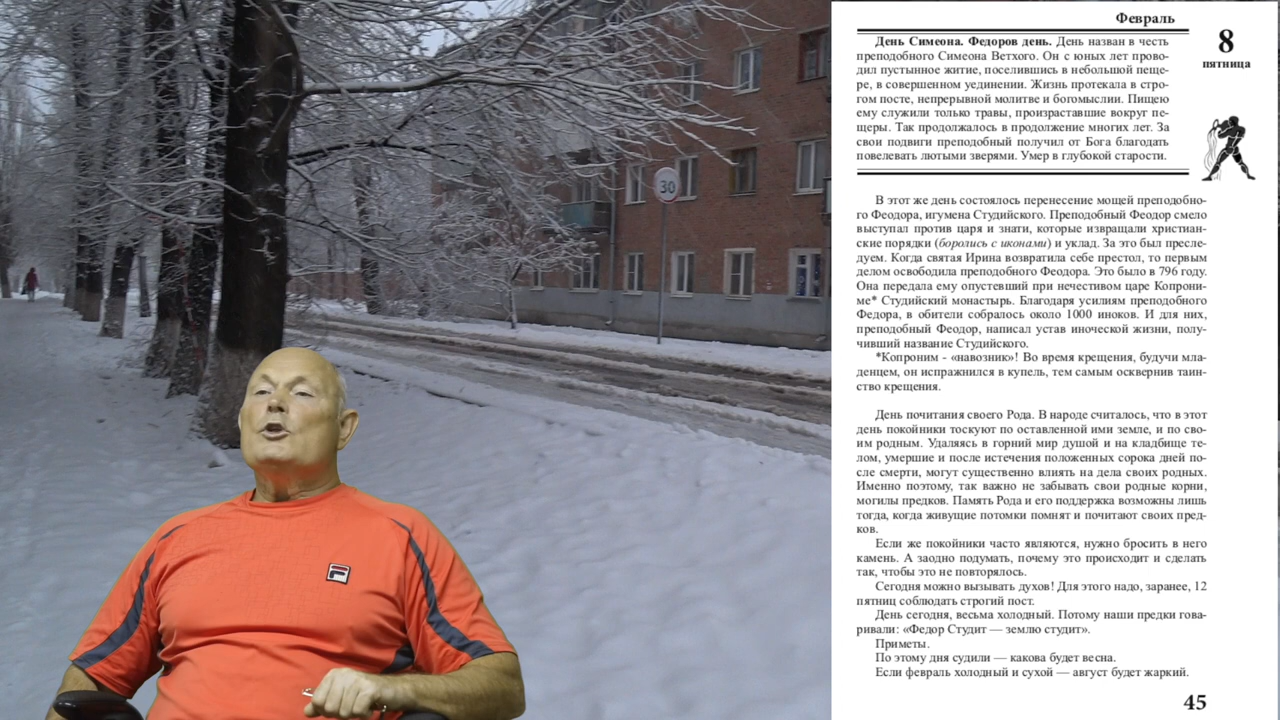 30
FILA
Февраль
8
пятница
День Симеона. Федоров день. День назван в честь
преподобного Симеона Ветхого. Он с юных лет прово-
дил пустынное житие, поселившись в небольшой пеще-
ре, в совершенном уединении. Жизнь протекала в стро-
гом посте, непрерывной молитве и богомыслии. Пищею
ему служили только травы, произраставшие вокруг пе-
щеры. Так продолжалось в продолжение многих лет. За
свои подвиги преподобный получил от Бога благодать
повелевать лютыми зверями. Умер в глубокой старости.
В этот же день состоялось перенесение мощей преподобно-
го Феодора, игумена Студийского. Преподобный Феодор смело
выступал против царя и знати, которые извращали христиан-
ские порядки (боролись с иконами) и уклад. За это был пресле-
дуем. Когда святая Ирина возвратила себе престол, то первым
делом освободила преподобного Феодора. Это было в 796 году.
Она передала ему опустевший при нечестивом царе Копрони-
ме* Студийский монастырь. Благодаря усилиям преподобного
Федора, в обители собралось около 1000 иноков. И для них,
преподобный Феодор, написал устав иноческой жизни, полу-
чивший название Студийского.
*Копроним - «навозник»! Во время крещения, будучи мла-
денцем, он испражнился в купель, тем самым осквернив таин-
ство крещения.
День почитания своего Рода. В народе считалось, что в этот
день покойники тоскуют по оставленной ими земле, и по сво-
им родным. Удаляясь в горний мир душой и на кладбище те-
лом, умершие и после истечения положенных сорока дней по-
сле смерти, могут существенно влиять на дела своих родных.
Именно поэтому, так важно не забывать свои родные корни,
могилы предков. Память Рода и его поддержка возможны лишь
тогда, когда живущие потомки помнят и почитают своих пред-
ков.
Если же покойники часто являются, нужно бросить в него
камень. А заодно подумать, почему это происходит и сделать
так, чтобы это не повторялось.
Сегодня можно вызывать духов! Для этого надо, заранее, 12
пятниц соблюдать строгий пост.
День сегодня, весьма холодный. Потому наши предки гова-
ривали: «Федор Студит — землю студит».
Приметы.
По этому дня судили — какова будет весна.
Если февраль холодный и сухой — август будет жаркий.
45